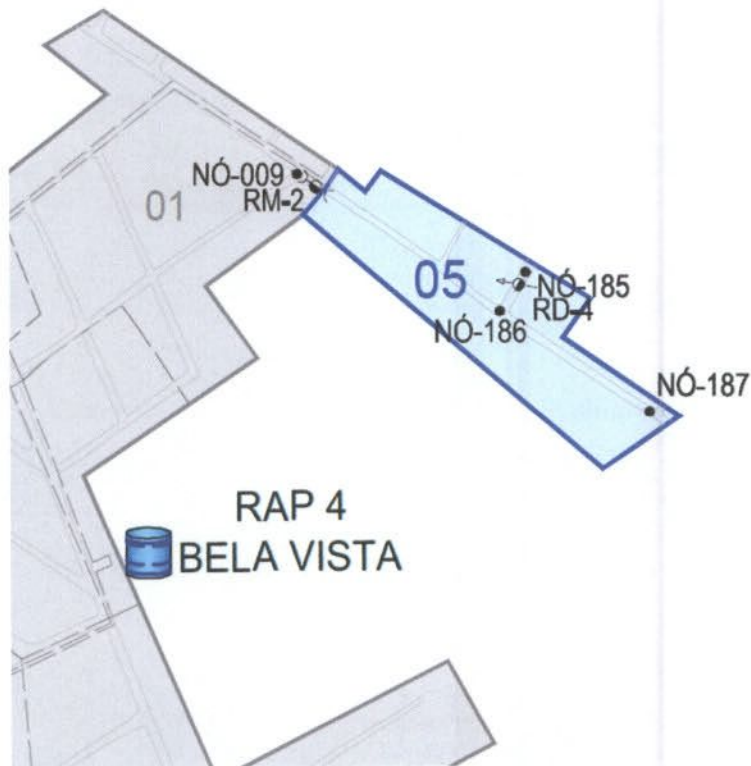 NÓ-009
RM-2
01
05
NÓ-185
RD-4
NÓ-186
NÓ-187
RAP 4
BELA VISTA